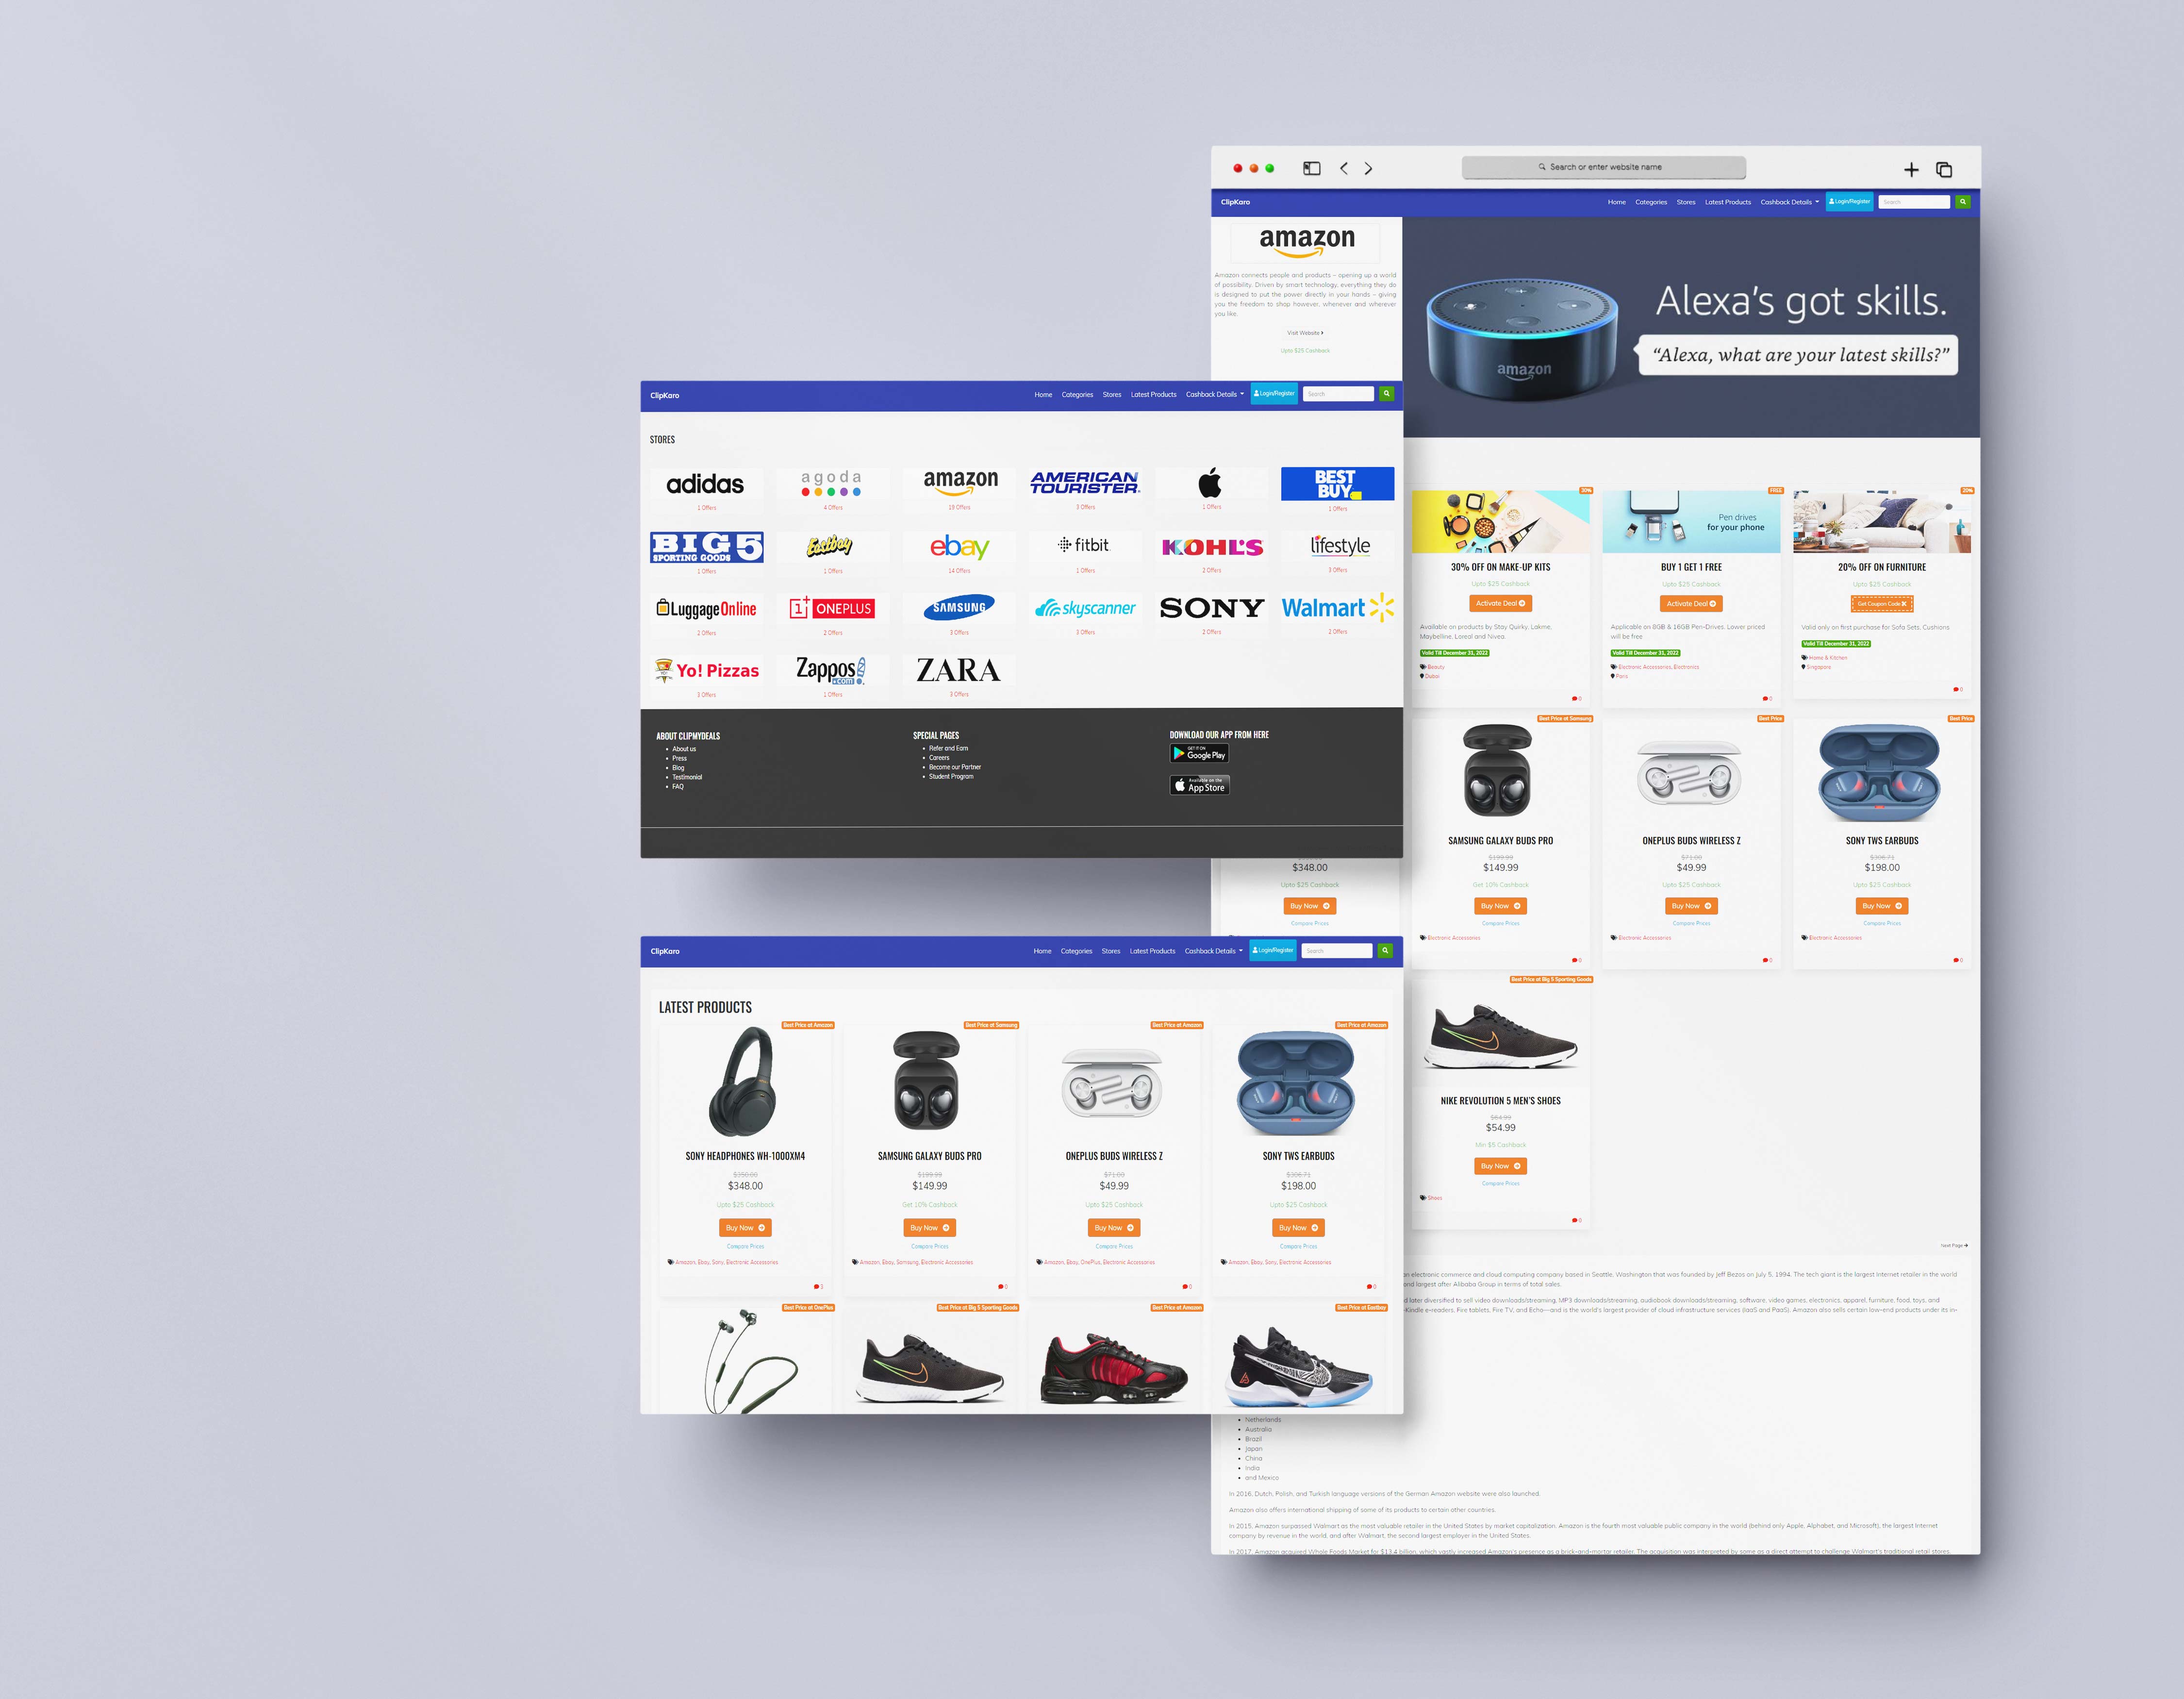 Search or enter website name
ClipKaro
Home Categories Stores Latest Products Cashback Details Login/Register Search
amazon
Amazon connects people and products – opening up a world
of possibility. Driven by smart technology, everything they do
is designed to put the power directly in your hands – giving
you the freedom to shop however, whenever and wherever
you like.
Visit Website
Upto $25 Cashback
amazon
Alexa's got skills.
“Alexa, what are your latest skills?”
30%
30% OFF ON MAKE-UP KITS
Upto $25 Cashback
Activate Deal
Available on products by Stay Quirky, Lakme,
Maybelline, Loreal and Nivea.
Valid Till December 31, 2022
Beauty
Dubai
0
FREE
Pen drives
for your phone
BUY 1 GET 1 FREE
Upto $25 Cashback
Activate Deal
Applicable on 8GB & 16GB Pen-Drives. Lower priced
will be free
Valid Till December 31, 2022
Electronic Accessories, Electronics
Paris
0
20%
20% OFF ON FURNITURE
Upto $25 Cashback
Get Coupon Code
Valid only on first purchase for Sofa Sets, Cushions
Valid Till December 31, 2022
Home & Kitchen
Singapore
0
$348.00
Upto $25 Cashback
Buy Now
Compare Prices
Best Price at Samsung
SAMSUNG GALAXY BUDS PRO
$199.99
$149.99
Get 10% Cashback
Buy Now
Compare Prices
Electronic Accessories
0
Best Price
ONEPLUS BUDS WIRELESS Z
$71.00
$49.99
Upto $25 Cashback
Buy Now
Compare Prices
Electronic Accessories
0
Best Price
SONY TWS EARBUDS
$306.71
$198.00
Upto $25 Cashback
Buy Now
Compare Prices
Electronic Accessories
0
Best Price at Big 5 Sporting Goods
NIKE REVOLUTION 5 MEN'S SHOES
$64.99
$54.99
Min $5 Cashback
Buy Now
Compare Prices
Shoes
0
Next Page
an electronic commerce and cloud computing company based in Seattle, Washington that was founded by Jeff Bezos on July 5, 1994. The tech giant is the largest Internet retailer in the world
and largest after Alibaba Group in terms of total sales.
d later diversified to sell video downloads/streaming, MP3 downloads/streaming, audiobook downloads/streaming, software, video games, electronics, apparel, furniture, food, toys, and
-Kindle e-readers, Fire tablets, Fire TV, and Echo—and is the world's largest provider of cloud infrastructure services (IaaS and PaaS). Amazon also sells certain low-end products under its in-
Netherlands
Australia
Brazil
Japan
China
India
and Mexico
In 2016, Dutch, Polish, and Turkish language versions of the German Amazon website were also launched.
Amazon also offers international shipping of some of its products to certain other countries.
In 2015, Amazon surpassed Walmart as the most valuable retailer in the United States by market capitalization. Amazon is the fourth most valuable public company in the world (behind only Apple, Alphabet, and Microsoft), the largest Internet
company by revenue in the world, and after Walmart, the second largest employer in the United States.
In 2017, Amazon acquired Whole Foods Market for $13.4 billion, which vastly increased Amazon's presence as a brick-and-mortar retailer. The acquisition was interpreted by some as a direct attempt to challenge Walmart's traditional retail stores.
ClipKaro
Home Categories Stores Latest Products Cashback Details Login/Register Search
STORES
adidas
1 Offers
agoda
4 Offers
amazon
19 Offers
AMERICAN
TOURISTER
3 Offers
1 Offers
BEST
BUY
1 Offers
BIG 5
SPORTING GOODS
1 Offers
Eastbay
1 Offers
ebay
14 Offers
fitbit
1 Offers
KOHL'S
2 Offers
lifestyle
3 Offers
LuggageOnline
2 Offers
1+ ONEPLUS
2 Offers
SAMSUNG
3 Offers
skyscanner
3 Offers
SONY
2 Offers
Walmart
2 Offers
Yo! Pizzas
3 Offers
Zappos
.com
1 Offers
ZARA
3 Offers
ABOUT CLIPMYDEALS
About us
Press
Blog
Testimonial
FAQ
SPECIAL PAGES
Refer and Earn
Careers
Become our Partner
Student Program
DOWNLOAD OUR APP FROM HERE
GET IT ON
Google Play
Available on the
App Store
ClipKaro
Home Categories Stores Latest Products Cashback Details Login/Register Search
LATEST PRODUCTS
Best Price at Amazon
SONY HEADPHONES WH-1000XM4
$350.00
$348.00
Upto $25 Cashback
Buy Now
Compare Prices
Amazon, Ebay, Sony, Electronic Accessories
3
Best Price at Samsung
SAMSUNG GALAXY BUDS PRO
$199.99
$149.99
Get 10% Cashback
Buy Now
Compare Prices
Amazon, Ebay, Samsung, Electronic Accessories
0
Best Price at Amazon
ONEPLUS BUDS WIRELESS Z
$71.00
$49.99
Upto $25 Cashback
Buy Now
Compare Prices
Amazon, Ebay, OnePlus, Electronic Accessories
0
Best Price at Amazon
SONY TWS EARBUDS
$306.71
$198.00
Upto $25 Cashback
Buy Now
Compare Prices
Amazon, Ebay, Sony, Electronic Accessories
0
Best Price at OnePlus
Best Price at Big 5 Sporting Goods
Best Price at Amazon
Best Price at Eastbay